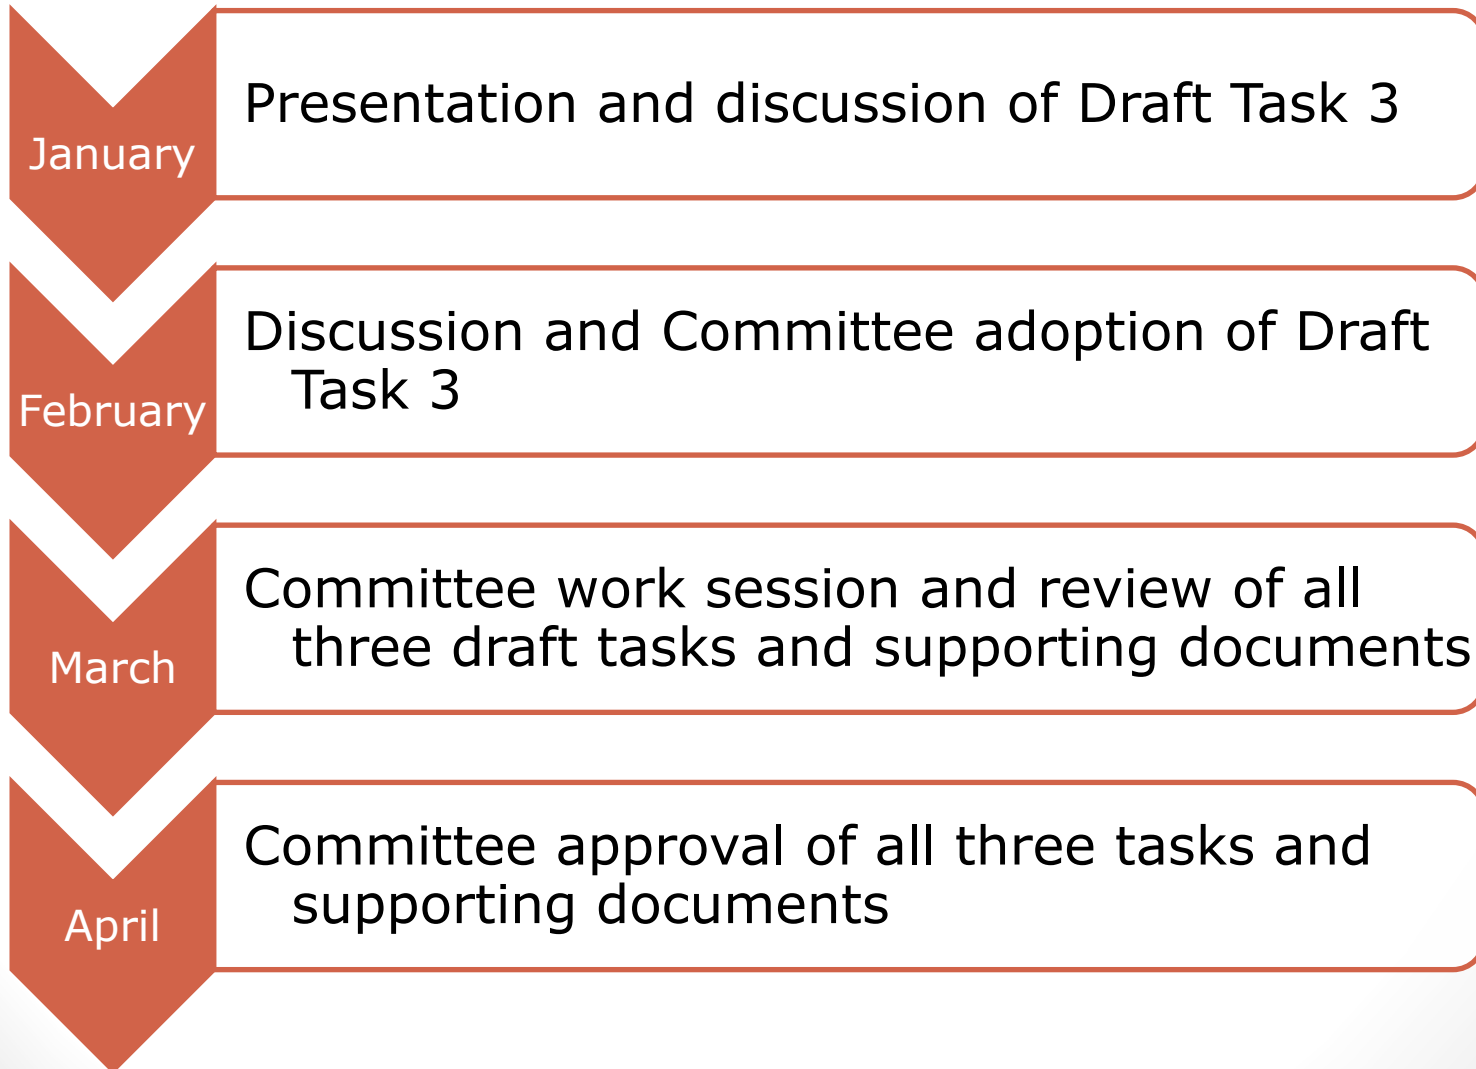 January
Presentation and discussion of Draft Task 3
February
Discussion and Committee adoption of Draft
Task 3
March
Committee work session and review of all
three draft tasks and supporting documents
April
Committee approval of all three tasks and
supporting documents